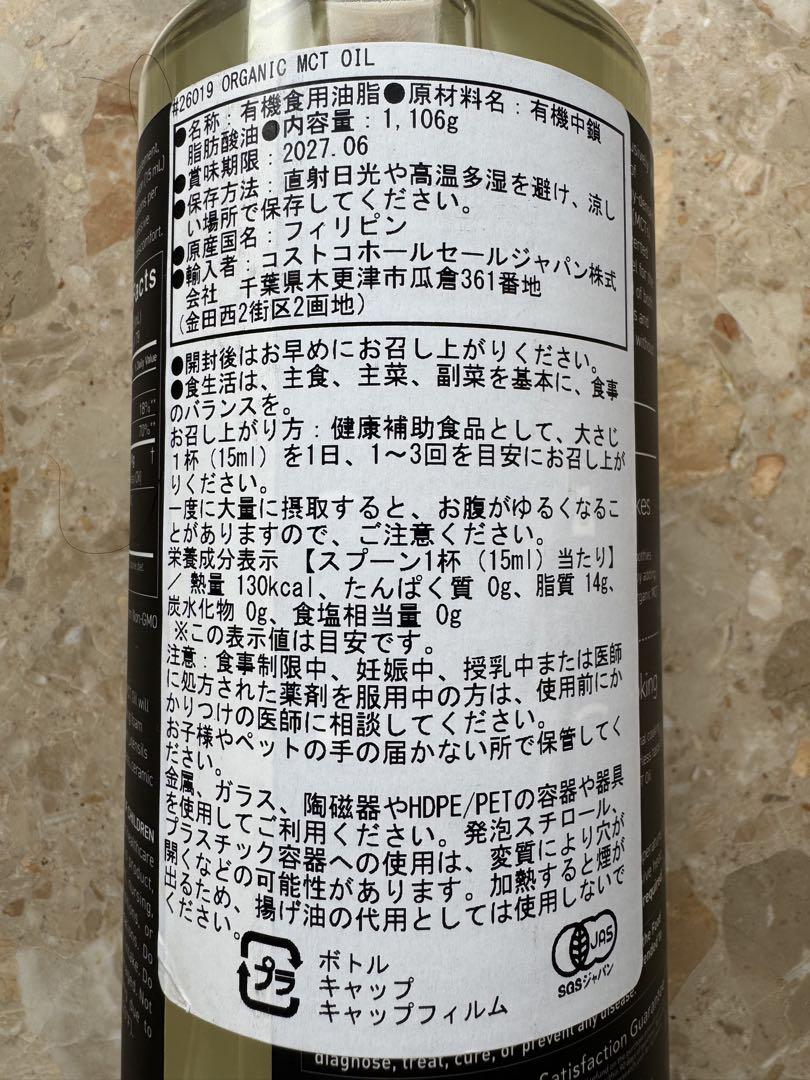 #26019 ORGANIC MCT OIL
●名称：有機食用油脂●原材料名：有機中鎖
脂肪酸油●内容量：1,106g
●賞味期限：2027.06
●保存方法：直射日光や高温多湿を避け、涼し
い場所で保存してください。
●原産国名：フィリピン
●輸入者：コストコホールセールジャパン株式
会社 千葉県木更津市瓜倉361番地
(金田西2街区2画地)
●開封後はお早めにお召し上がりください。
●食生活は、主食、主菜、副菜を基本に、食事
のバランスを。
お召し上がり方：健康補助食品として、大さじ
1杯（15ml）を1日、1～3回を目安にお召し上が
りください。
一度に大量に摂取すると、お腹がゆるくなるこ
とがありますので、ご注意ください。
栄養成分表示 【スプーン1杯（15ml）当たり】
／熱量 130kcal、たんぱく質 0g、脂質 14g、
炭水化物 0g、食塩相当量 0g
※この表示値は目安です。
注意：食事制限中、妊娠中、授乳中または医師
に処方された薬剤を服用中の方は、使用前にか
かりつけの医師に相談してください。
お子様やペットの手の届かない所で保管してく
ださい。
金属、ガラス、陶磁器やHDPE/PETの容器や器具
を使用してご利用ください。発泡スチロール、
プラスチック容器への使用は、変質により穴が
開くなどの可能性があります。加熱すると煙が
出るため、揚げ油の代用としては使用しないで
ください。
プラ
ボトル
キャップ
キャップフィルム
JAS
SGSジャパン
diagnose, treat, cure, or prevent any disease.
Satisfaction Guarantee